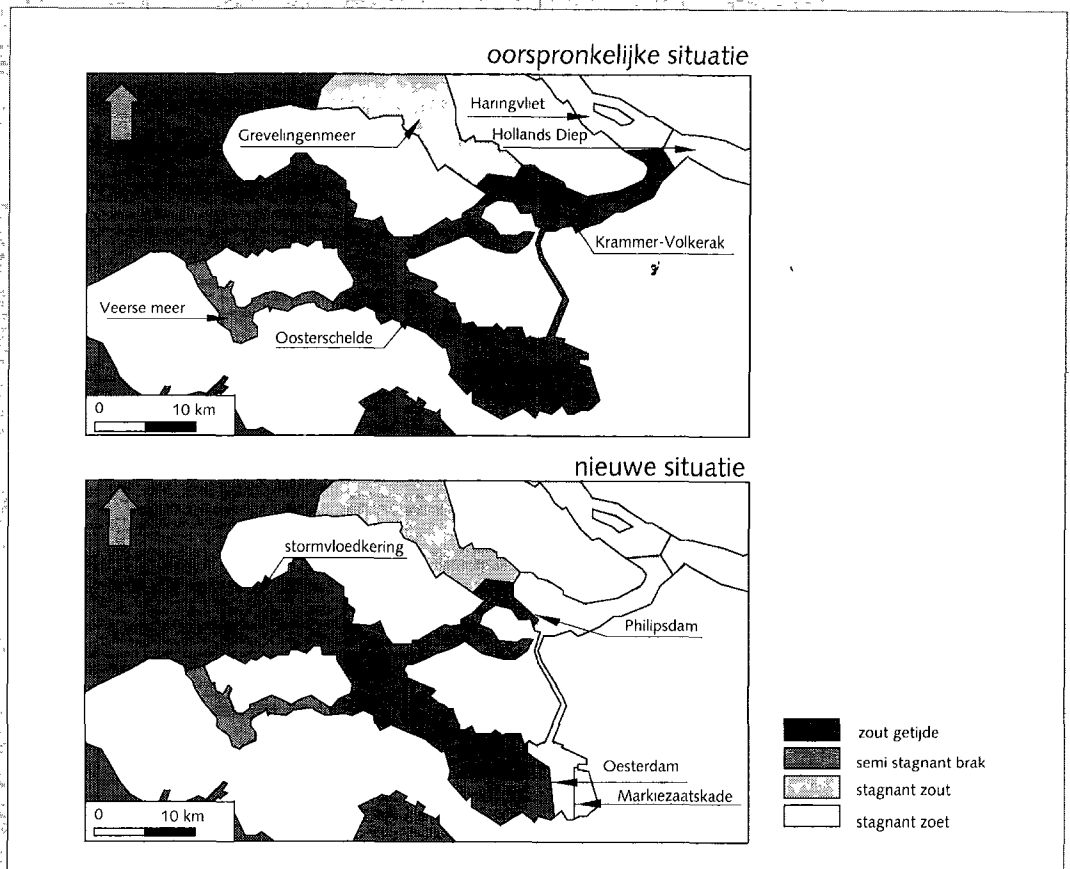 oorspronkelijke situatie
Haringvliet
Grevelingenmeer
Hollands Diep
Krammer-Volkerak
Veerse meer
Oosterschelde
0 10 km
nieuwe situatie
stormvloedkering
Philipsdam
zout getijde
semi stagnant brak
Oesterdam
stagnant zout
Markiezaatskade
0 10 km
stagnant zoet